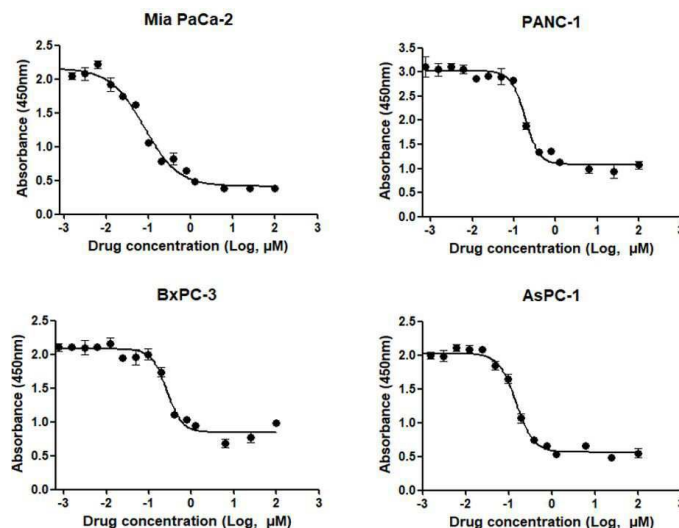 Mia PaCa-2
Absorbance (450nm)
2.5
2.0
1.5
1.0
0.5
0.0
-3 -2 -1 0 1 2 3
Drug concentration (Log, µM)
PANC-1
Absorbance (450nm)
3.5
3.0
2.5
2.0
1.5
1.0
0.5
0.0
-3 -2 -1 0 1 2 3
Drug concentration (Log, µM)
BxPC-3
Absorbance (450nm)
2.5
2.0
1.5
1.0
0.5
0.0
-3 -2 -1 0 1 2 3
Drug concentration (Log, µM)
AsPC-1
Absorbance (450nm)
2.5
2.0
1.5
1.0
0.5
0.0
-3 -2 -1 0 1 2 3
Drug concentration (Log, µM)